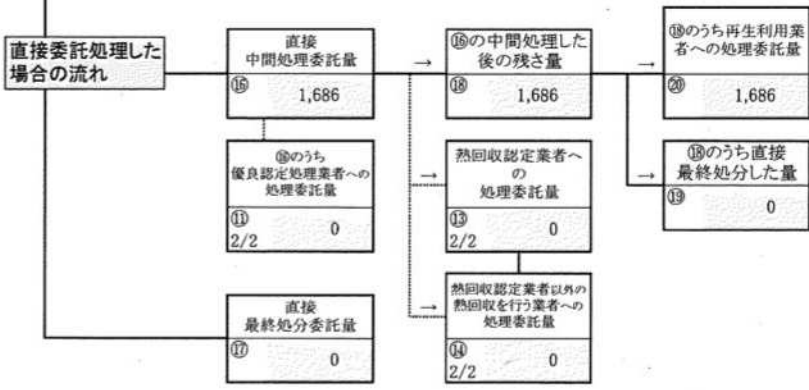 直接委託処理した
場合の流れ
直接
中間処理委託量
⑯
1,686
→
⑯の中間処理した
後の残さ量
⑱
1,686
→
⑱のうち再生利用業
者への処理委託量
⑳
1,686
⑯のうち
優良認定処理業者への
処理委託量
⑪
2/2
0
→
熱回収認定業者へ
の
処理委託量
⑬
2/2
0
→
⑱のうち直接
最終処分した量
⑲
0
直接
最終処分委託量
⑰
0
→
熱回収認定業者以外の
熱回収を行う業者への
処理委託量
⑭
2/2
0